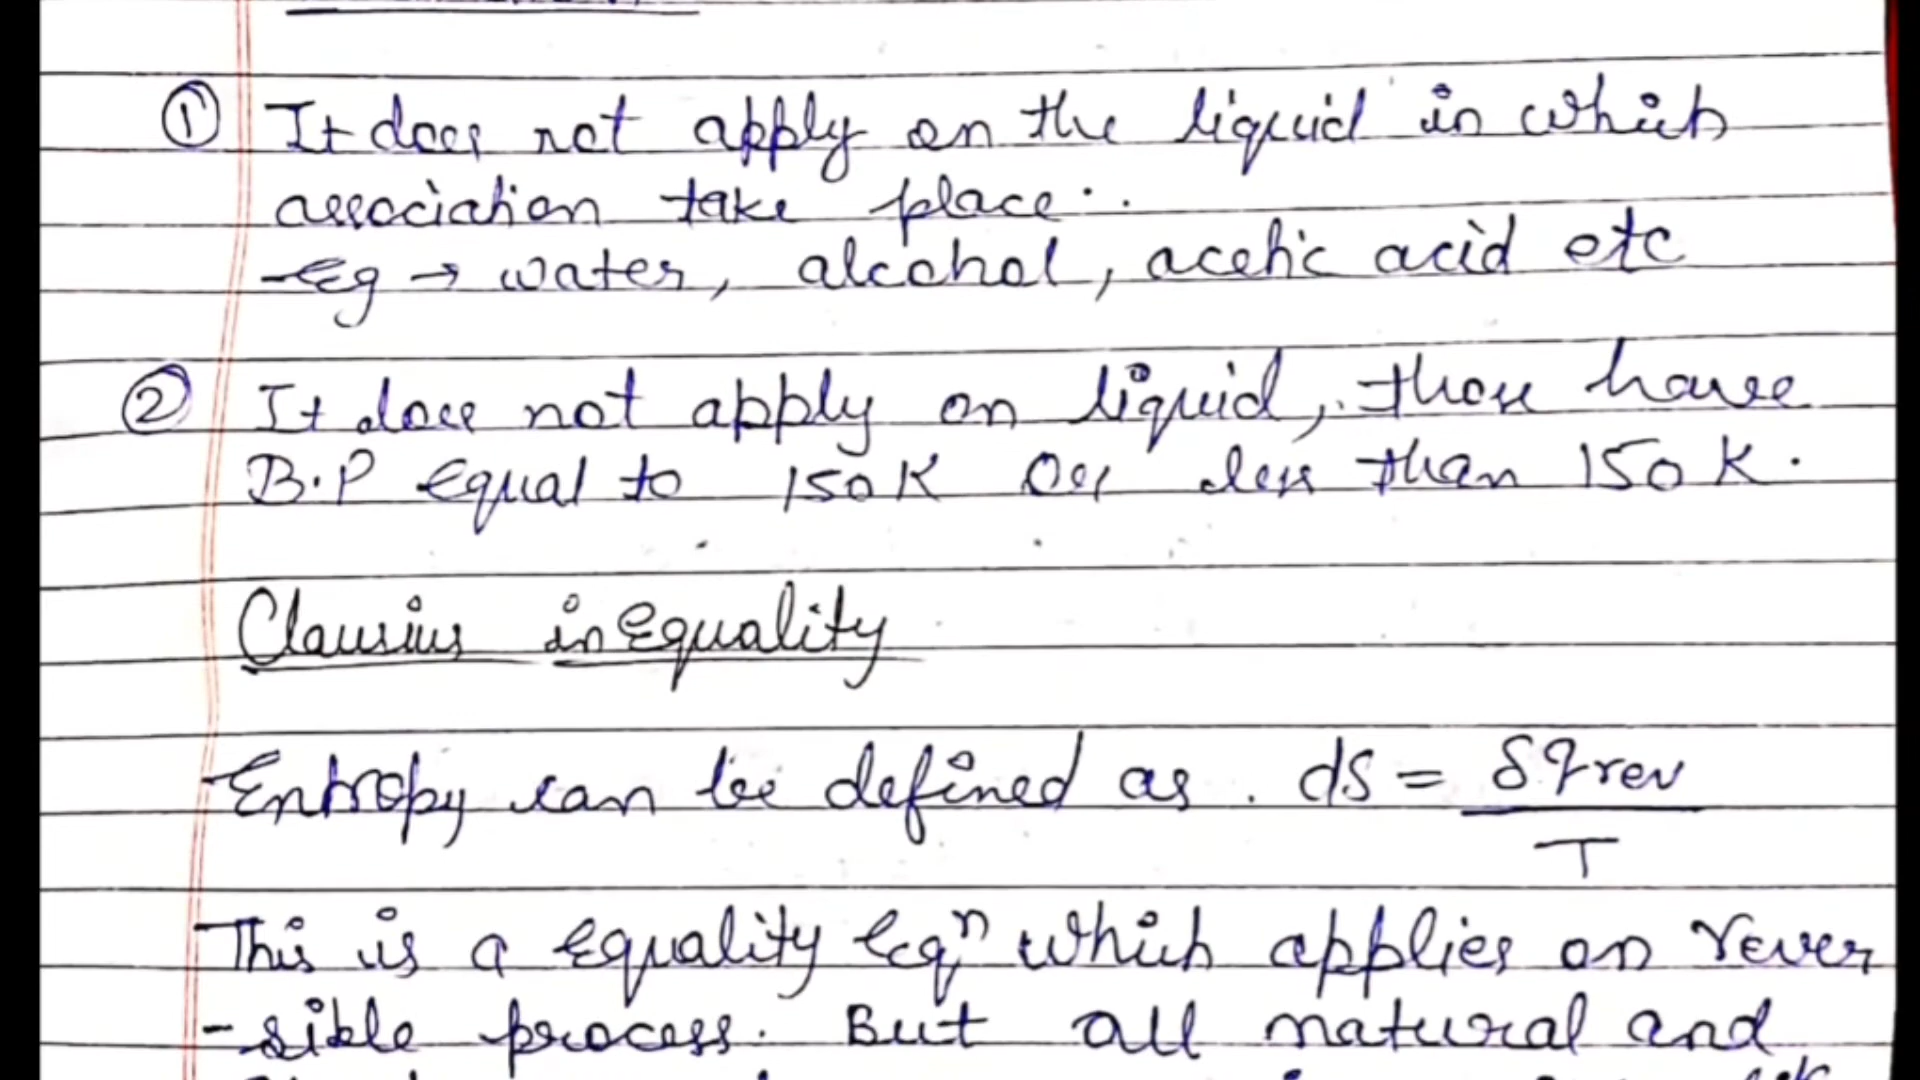 ① It does not apply on the liquid in which
association take place.
Eg → water, alcohol, acetic acid etc
② It does not apply on liquid, those have
B.P equal to 150K Or less than 150K.
Clausius inequality
Entropy can be defined as. dS = δqrev / T
This is a equality Eqⁿ which applies on rever
-sible process. But all natural and